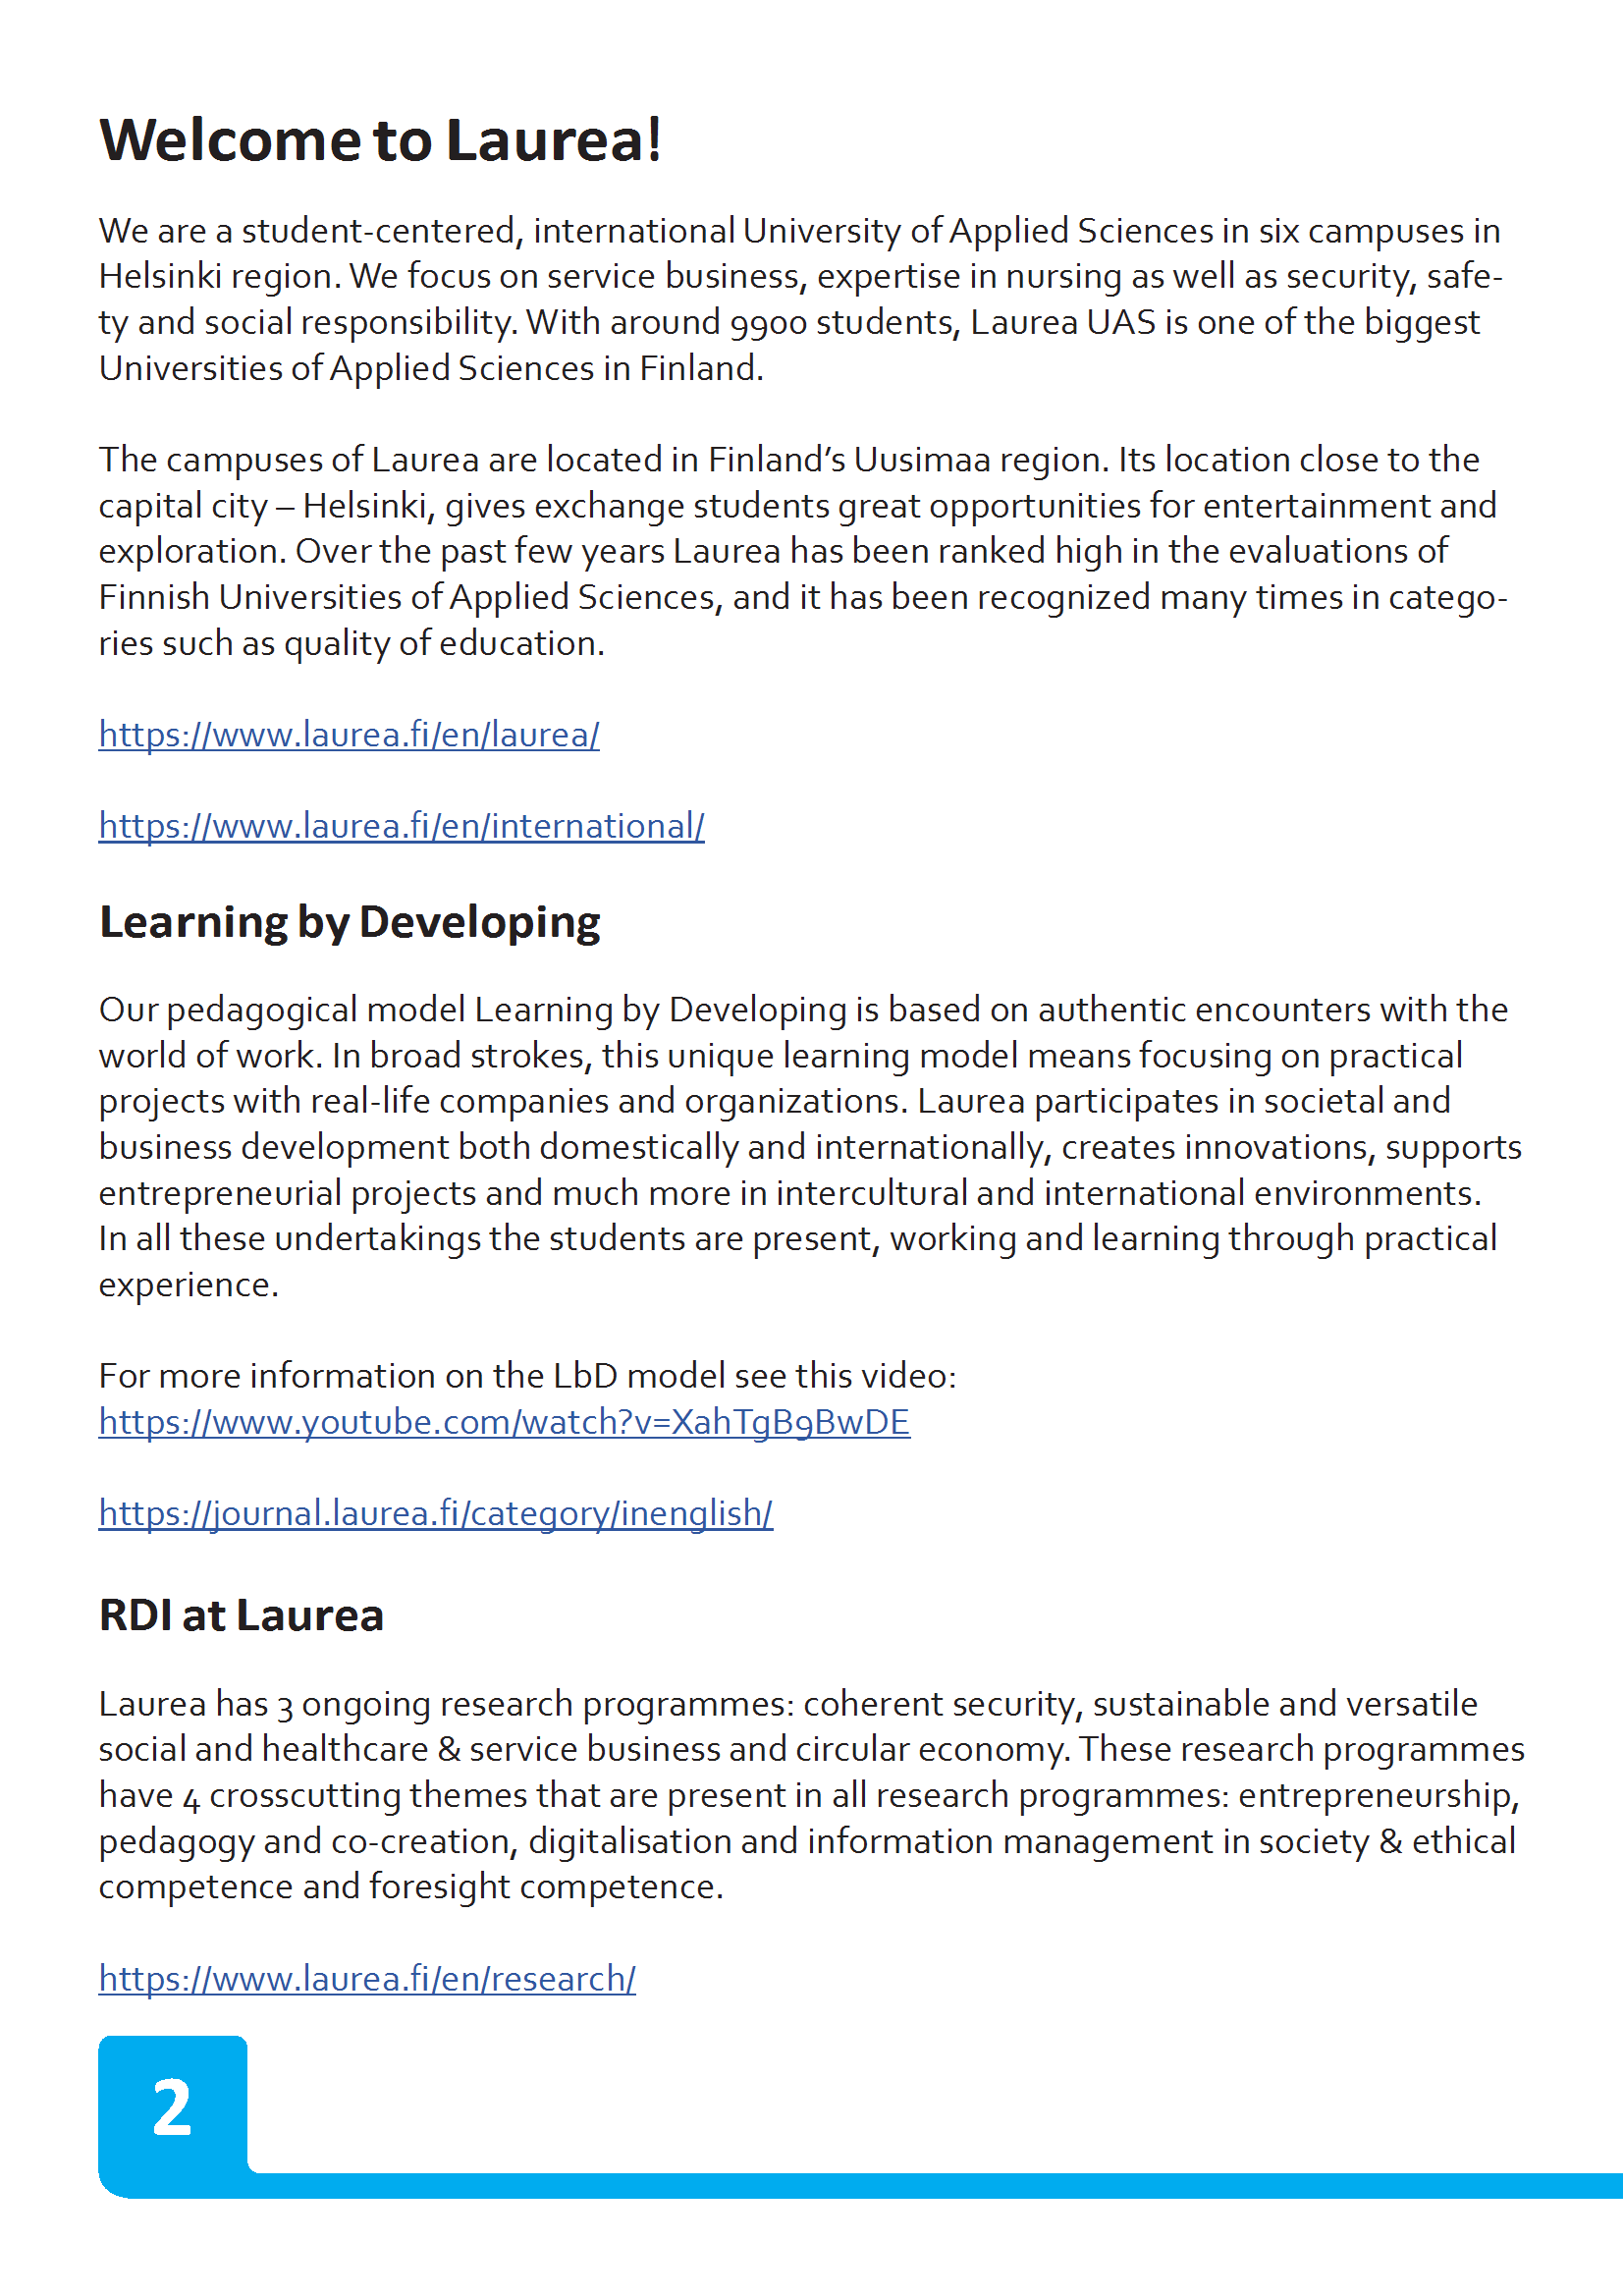 Welcome to Laurea!
We are a student-centered, international University of Applied Sciences in six campuses in
Helsinki region. We focus on service business, expertise in nursing as well as security, safe-
ty and social responsibility. With around 9900 students, Laurea UAS is one of the biggest
Universities of Applied Sciences in Finland.
The campuses of Laurea are located in Finland’s Uusimaa region. Its location close to the
capital city – Helsinki, gives exchange students great opportunities for entertainment and
exploration. Over the past few years Laurea has been ranked high in the evaluations of
Finnish Universities of Applied Sciences, and it has been recognized many times in catego-
ries such as quality of education.
https://www.laurea.fi/en/laurea/
https://www.laurea.fi/en/international/
Learning by Developing
Our pedagogical model Learning by Developing is based on authentic encounters with the
world of work. In broad strokes, this unique learning model means focusing on practical
projects with real-life companies and organizations. Laurea participates in societal and
business development both domestically and internationally, creates innovations, supports
entrepreneurial projects and much more in intercultural and international environments.
In all these undertakings the students are present, working and learning through practical
experience.
For more information on the LbD model see this video:
https://www.youtube.com/watch?v=XahTgB9BwDE
https://journal.laurea.fi/category/inenglish/
RDI at Laurea
Laurea has 3 ongoing research programmes: coherent security, sustainable and versatile
social and healthcare & service business and circular economy. These research programmes
have 4 crosscutting themes that are present in all research programmes: entrepreneurship,
pedagogy and co-creation, digitalisation and information management in society & ethical
competence and foresight competence.
https://www.laurea.fi/en/research/
2